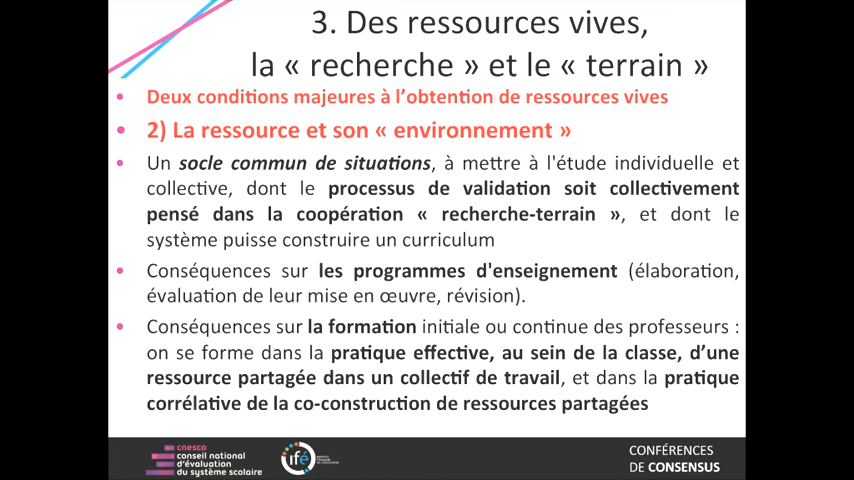 3. Des ressources vives,
la « recherche » et le « terrain »
• Deux conditions majeures à l’obtention de ressources vives
• 2) La ressource et son « environnement »
• Un socle commun de situations, à mettre à l'étude individuelle et
collective, dont le processus de validation soit collectivement
pensé dans la coopération « recherche-terrain », et dont le
système puisse construire un curriculum
• Conséquences sur les programmes d'enseignement (élaboration,
évaluation de leur mise en œuvre, révision).
• Conséquences sur la formation initiale ou continue des professeurs :
on se forme dans la pratique effective, au sein de la classe, d’une
ressource partagée dans un collectif de travail, et dans la pratique
corrélative de la co-construction de ressources partagées
cnesco
conseil national
d'évaluation
du système scolaire
ifé
CONFÉRENCES
DE CONSENSUS